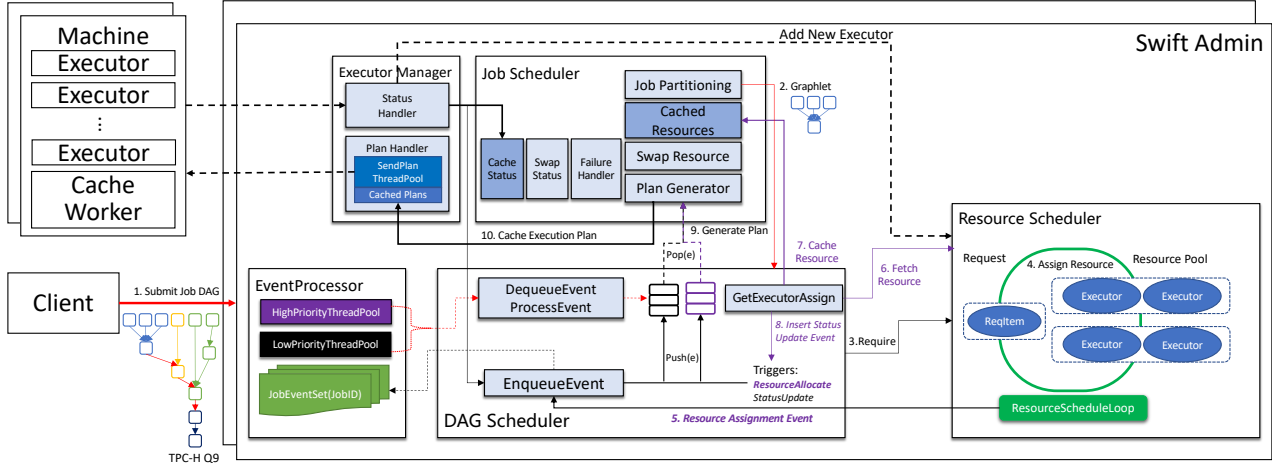 Machine
Executor
Executor
...
Executor
Cache
Worker
Client
1. Submit Job DAG
TPC-H Q9
Swift Admin
Add New Executor
Executor Manager
Status
Handler
Plan Handler
SendPlan
ThreadPool
Cached Plans
Job Scheduler
Job Partitioning
Cached
Resources
Swap Resource
Plan Generator
Cache
Status
Swap
Status
Failure
Handler
2. Graphlet
10. Cache Execution Plan
9. Generate Plan
7. Cache
Resource
6. Fetch
Resource
EventProcessor
HighPriorityThreadPool
LowPriorityThreadPool
JobEventSet(JobID)
DequeueEvent
ProcessEvent
Pop(e)
GetExecutorAssign
8. Insert Status
Update Event
3.Require
Push(e)
EnqueueEvent
Triggers:
ResourceAllocate
StatusUpdate
DAG Scheduler
5. Resource Assignment Event
Resource Scheduler
Request
4. Assign Resource
Resource Pool
Executor
Executor
ReqItem
Executor
Executor
ResourceScheduleLoop